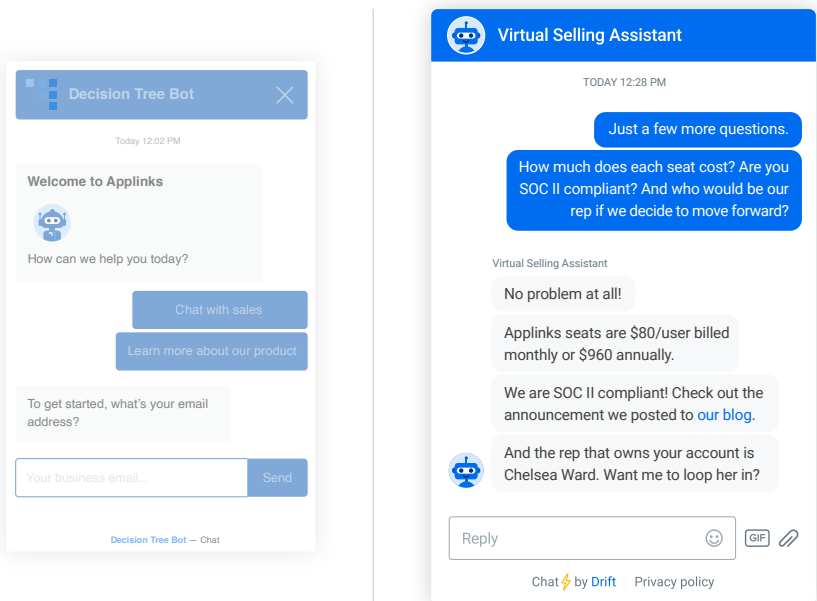 Decision Tree Bot
Today 12:02 PM
Welcome to Applinks
How can we help you today?
Chat with sales
Learn more about our product
To get started, what's your email
address?
Your business email...
Send
Decision Tree Bot — Chat
Virtual Selling Assistant
TODAY 12:28 PM
Just a few more questions.
How much does each seat cost? Are you
SOC II compliant? And who would be our
rep if we decide to move forward?
Virtual Selling Assistant
No problem at all!
Applinks seats are $80/user billed
monthly or $960 annually.
We are SOC II compliant! Check out the
announcement we posted to our blog.
And the rep that owns your account is
Chelsea Ward. Want me to loop her in?
Reply
GIF
Chat⚡by Drift
Privacy policy